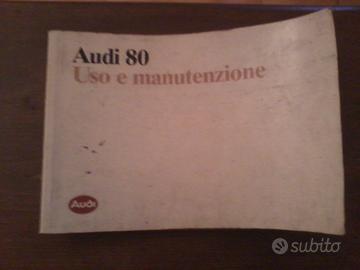 Audi 80
Uso e manutenzione
Audi
subito